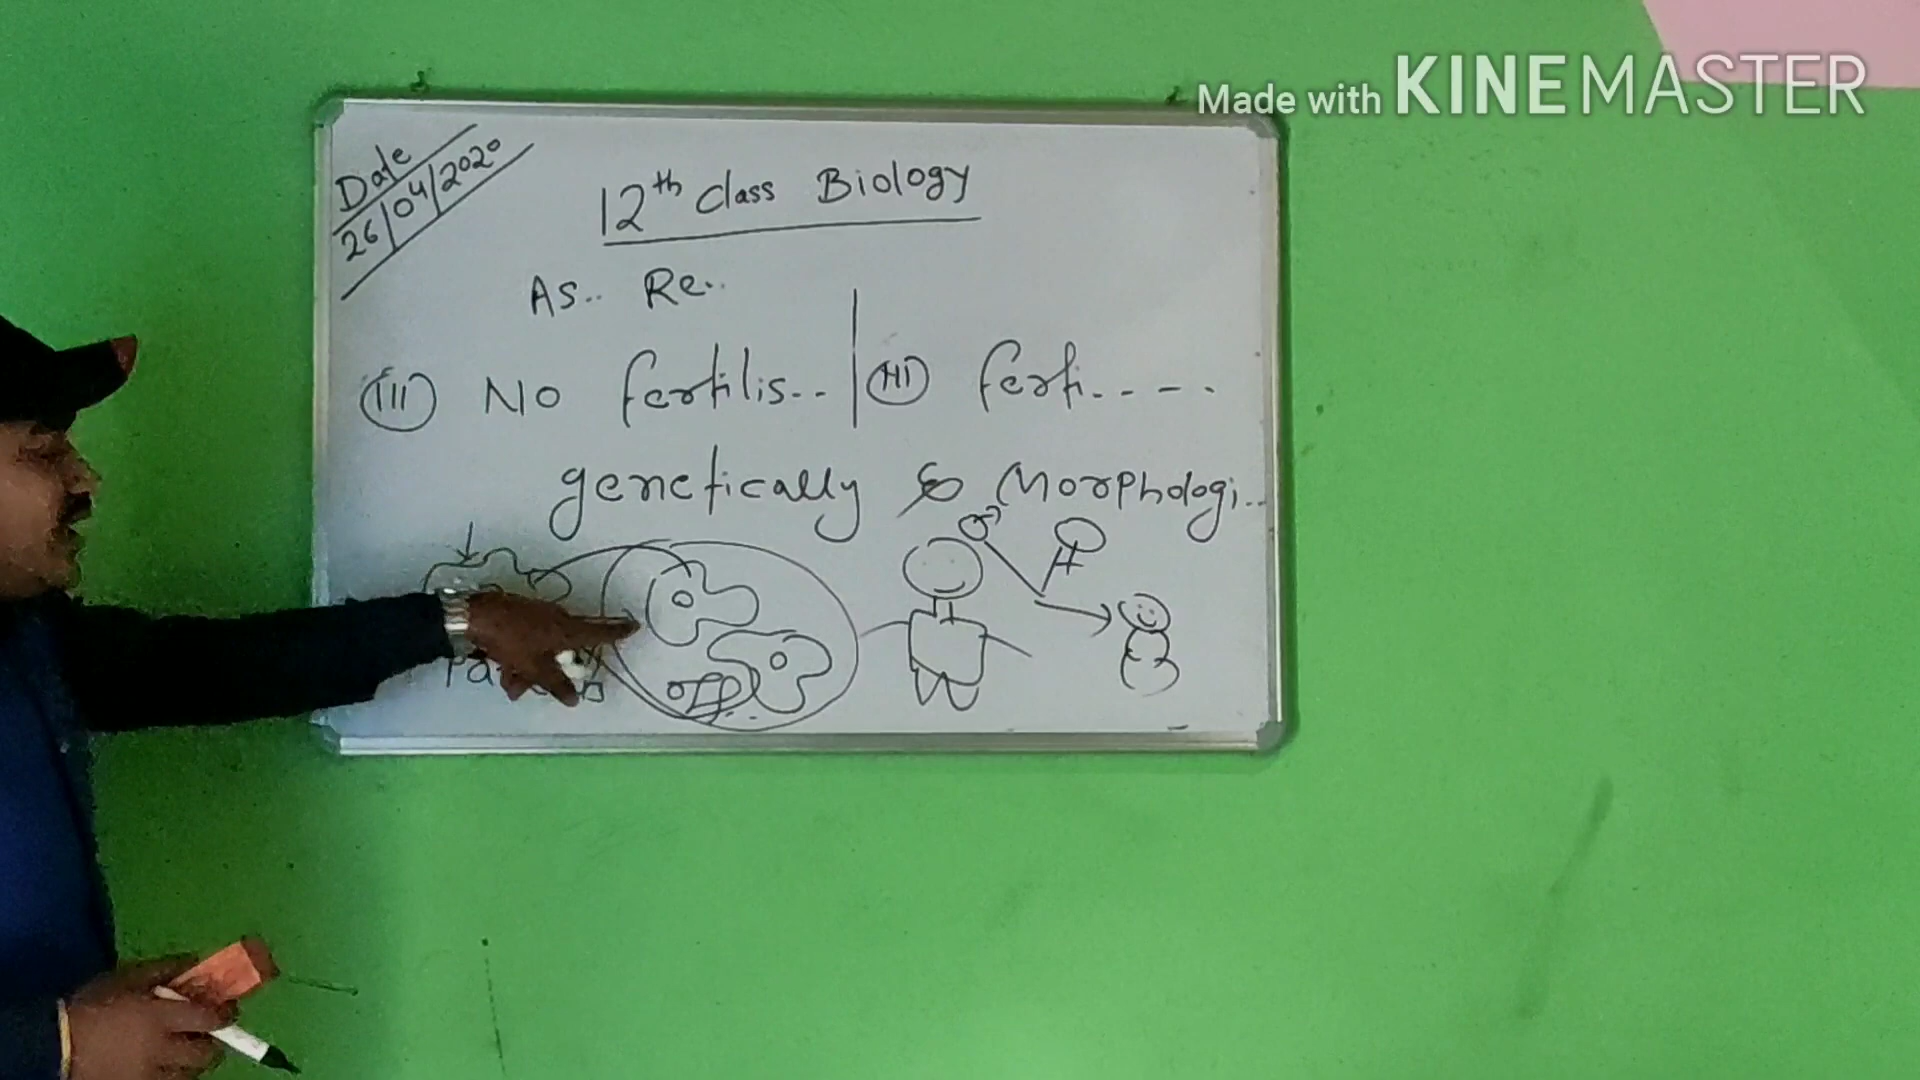 Made with KINEMASTER
Date
26/04/2020
12th Class Biology
As.. Re..
(III) No fertilis.. | (III) ferti.....
genetically & Morphologi...